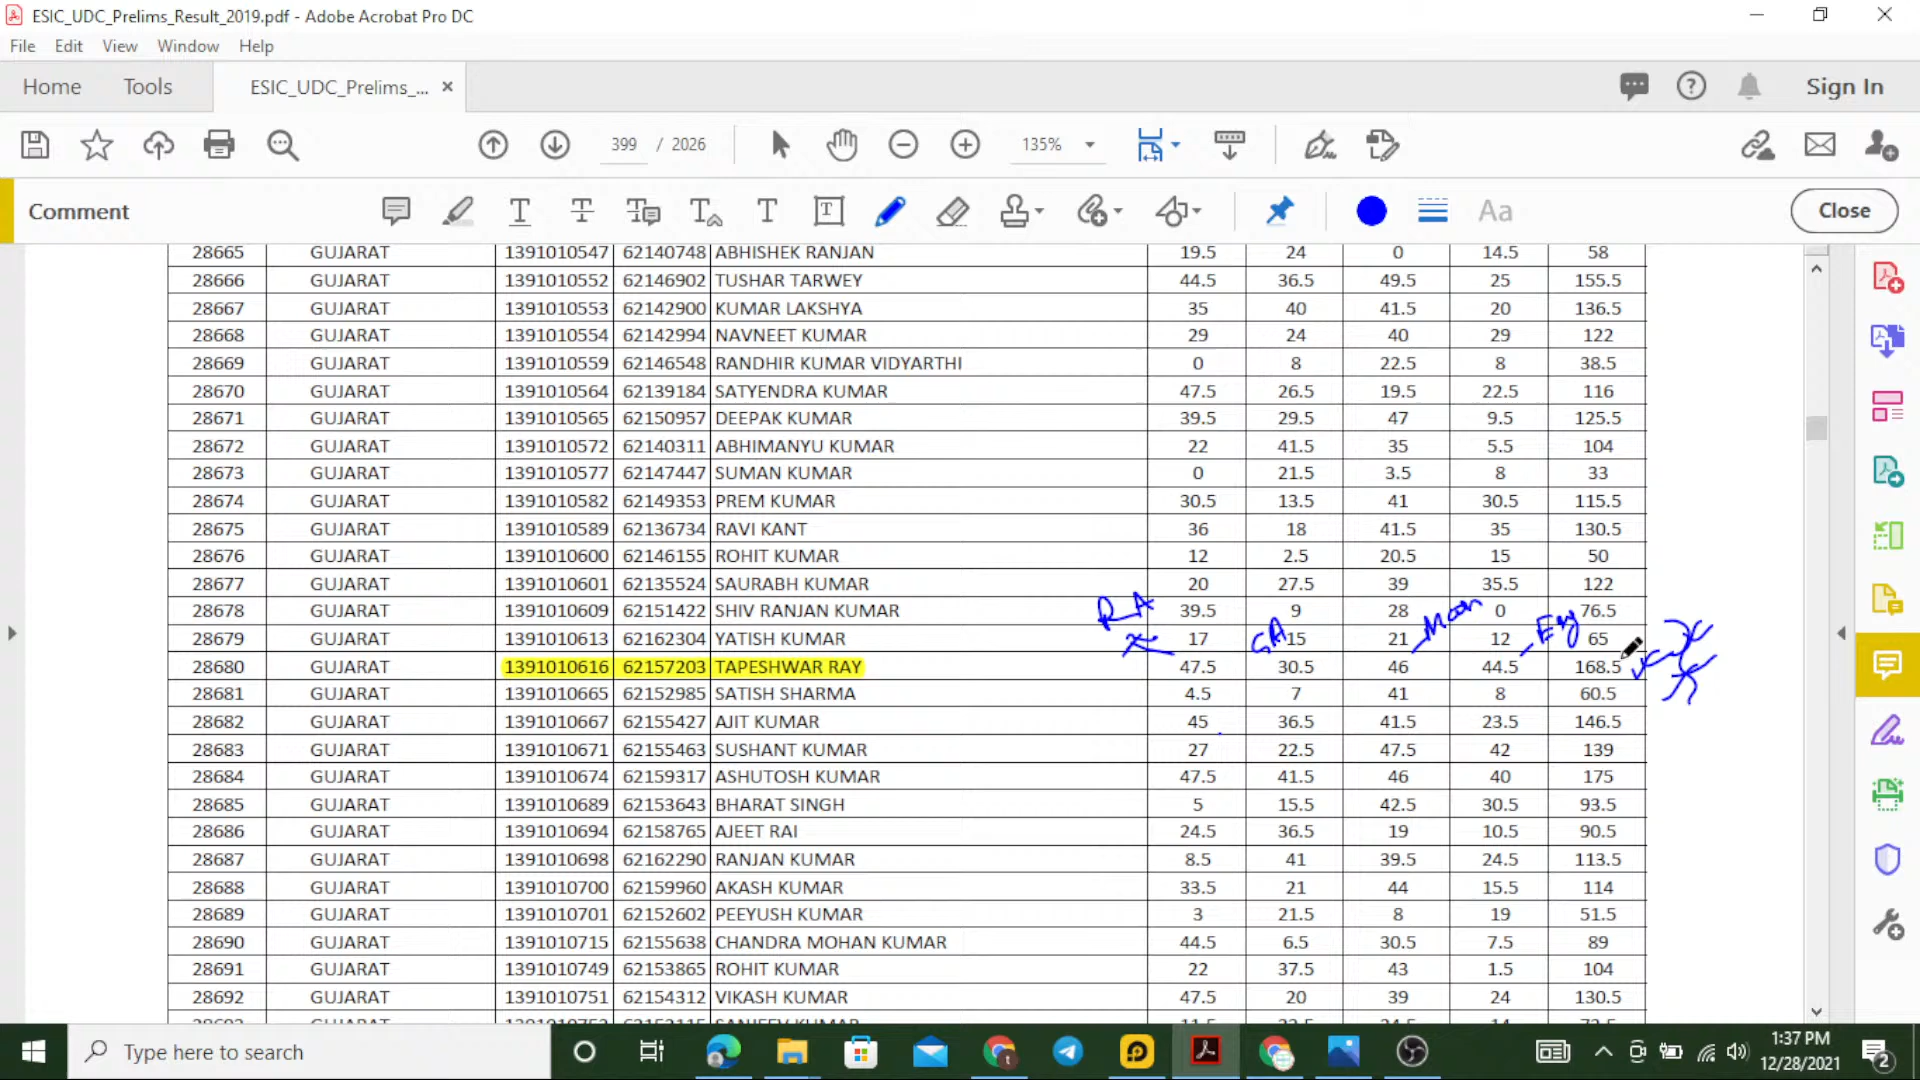 ESIC_UDC_Prelims_Result_2019.pdf - Adobe Acrobat Pro DC
File Edit View Window Help
Home Tools ESIC_UDC_Prelims_... × Sign In
399 / 2026 135%
Comment Aa Close
28665 GUJARAT 1391010547 62140748 ABHISHEK RANJAN 19.5 24 0 14.5 58
28666 GUJARAT 1391010552 62146902 TUSHAR TARWEY 44.5 36.5 49.5 25 155.5
28667 GUJARAT 1391010553 62142900 KUMAR LAKSHYA 35 40 41.5 20 136.5
28668 GUJARAT 1391010554 62142994 NAVNEET KUMAR 29 24 40 29 122
28669 GUJARAT 1391010559 62146548 RANDHIR KUMAR VIDYARTHI 0 8 22.5 8 38.5
28670 GUJARAT 1391010564 62139184 SATYENDRA KUMAR 47.5 26.5 19.5 22.5 116
28671 GUJARAT 1391010565 62150957 DEEPAK KUMAR 39.5 29.5 47 9.5 125.5
28672 GUJARAT 1391010572 62140311 ABHIMANYU KUMAR 22 41.5 35 5.5 104
28673 GUJARAT 1391010577 62147447 SUMAN KUMAR 0 21.5 3.5 8 33
28674 GUJARAT 1391010582 62149353 PREM KUMAR 30.5 13.5 41 30.5 115.5
28675 GUJARAT 1391010589 62136734 RAVI KANT 36 18 41.5 35 130.5
28676 GUJARAT 1391010600 62146155 ROHIT KUMAR 12 2.5 20.5 15 50
28677 GUJARAT 1391010601 62135524 SAURABH KUMAR 20 27.5 39 35.5 122
28678 GUJARAT 1391010609 62151422 SHIV RANJAN KUMAR 39.5 9 28 0 76.5
RA GA Eng
28679 GUJARAT 1391010613 62162304 YATISH KUMAR 17 15 21 12 65
28680 GUJARAT 1391010616 62157203 TAPESHWAR RAY 47.5 30.5 46 44.5 168.5
28681 GUJARAT 1391010665 62152985 SATISH SHARMA 4.5 7 41 8 60.5
28682 GUJARAT 1391010667 62155427 AJIT KUMAR 45 36.5 41.5 23.5 146.5
28683 GUJARAT 1391010671 62155463 SUSHANT KUMAR 27 22.5 47.5 42 139
28684 GUJARAT 1391010674 62159317 ASHUTOSH KUMAR 47.5 41.5 46 40 175
28685 GUJARAT 1391010689 62153643 BHARAT SINGH 5 15.5 42.5 30.5 93.5
28686 GUJARAT 1391010694 62158765 AJEET RAI 24.5 36.5 19 10.5 90.5
28687 GUJARAT 1391010698 62162290 RANJAN KUMAR 8.5 41 39.5 24.5 113.5
28688 GUJARAT 1391010700 62159960 AKASH KUMAR 33.5 21 44 15.5 114
28689 GUJARAT 1391010701 62152602 PEEYUSH KUMAR 3 21.5 8 19 51.5
28690 GUJARAT 1391010715 62155638 CHANDRA MOHAN KUMAR 44.5 6.5 30.5 7.5 89
28691 GUJARAT 1391010749 62153865 ROHIT KUMAR 22 37.5 43 1.5 104
28692 GUJARAT 1391010751 62154312 VIKASH KUMAR 47.5 20 39 24 130.5
Type here to search
1:37 PM
12/28/2021
2